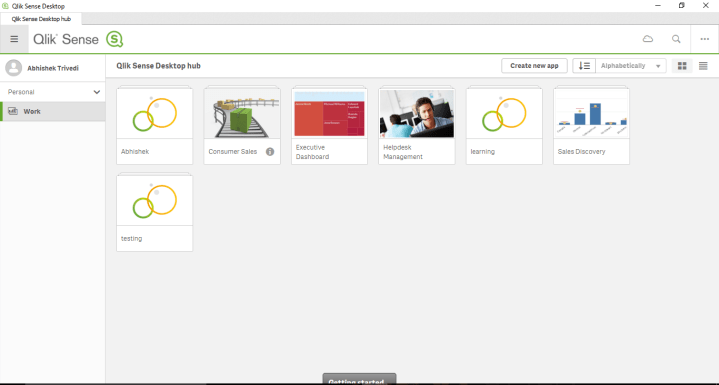 Qlik Sense Desktop
Qlik Sense Desktop hub
Qlik Sense
Abhishek Trivedi
Qlik Sense Desktop hub
Create new app
Alphabetically
Personal
Work
Abhishek
Consumer Sales
Executive
Dashboard
Helpdesk
Management
learning
Sales Discovery
testing
Getting started